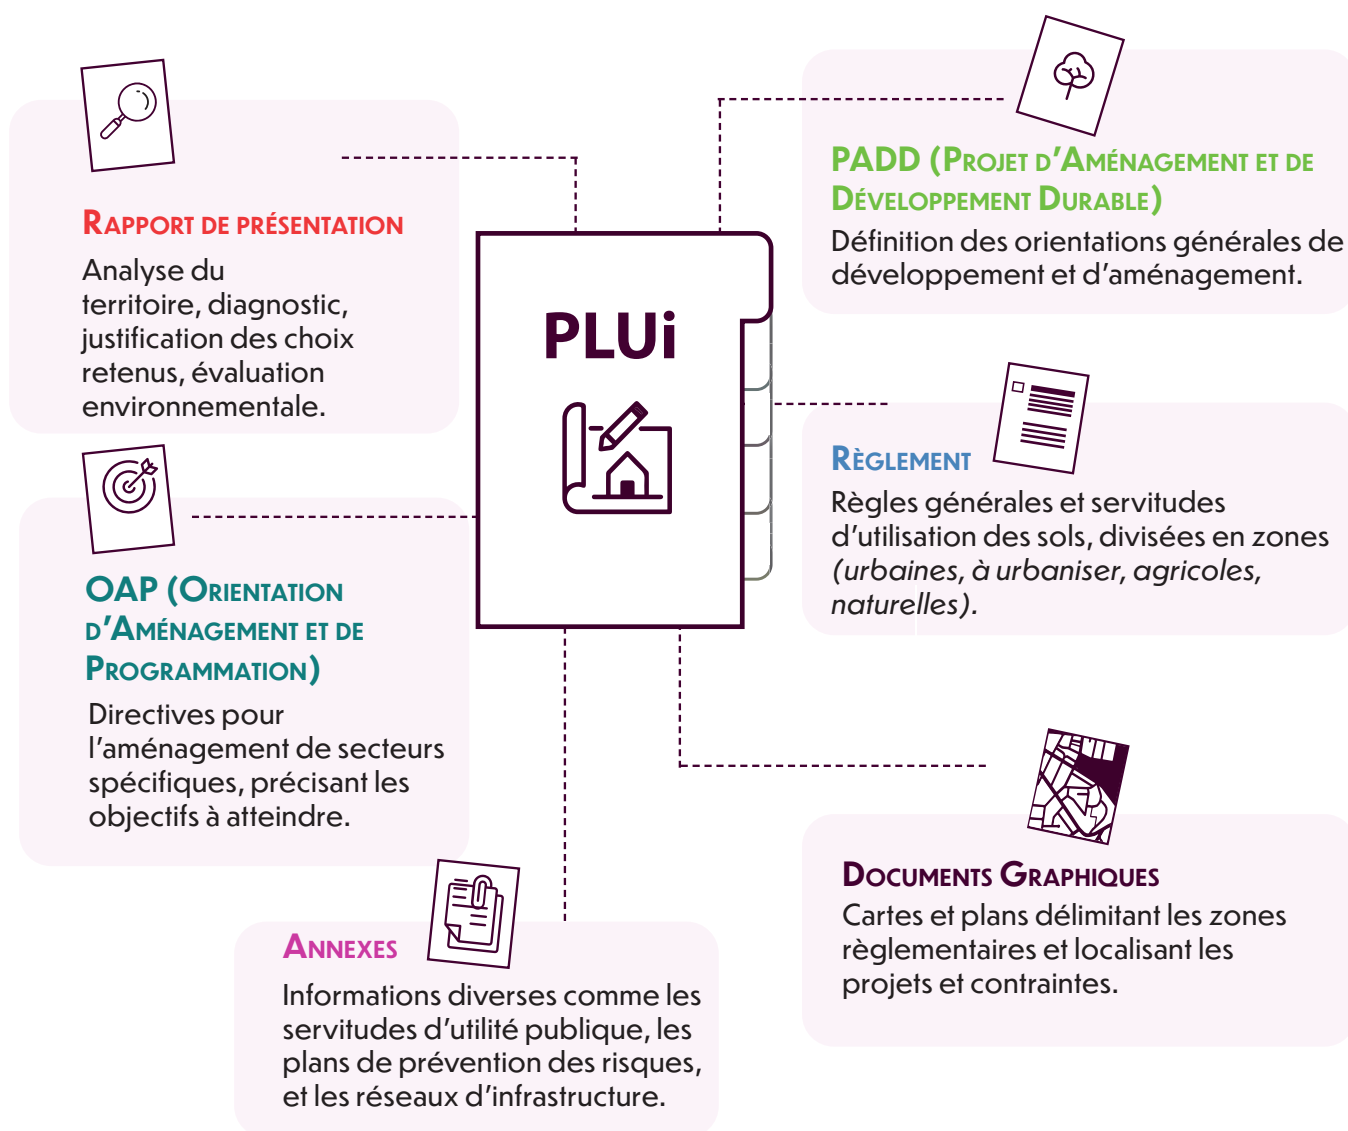 RAPPORT DE PRÉSENTATION
Analyse du
territoire, diagnostic,
justification des choix
retenus, évaluation
environnementale.
PADD (PROJET D'AMÉNAGEMENT ET DE
DÉVELOPPEMENT DURABLE)
Définition des orientations générales de
développement et d'aménagement.
PLUi
RÈGLEMENT
Règles générales et servitudes
d'utilisation des sols, divisées en zones
(urbaines, à urbaniser, agricoles,
naturelles).
OAP (ORIENTATION
D'AMÉNAGEMENT ET DE
PROGRAMMATION)
Directives pour
l'aménagement de secteurs
spécifiques, précisant les
objectifs à atteindre.
DOCUMENTS GRAPHIQUES
Cartes et plans délimitant les zones
règlementaires et localisant les
projets et contraintes.
ANNEXES
Informations diverses comme les
servitudes d'utilité publique, les
plans de prévention des risques,
et les réseaux d'infrastructure.